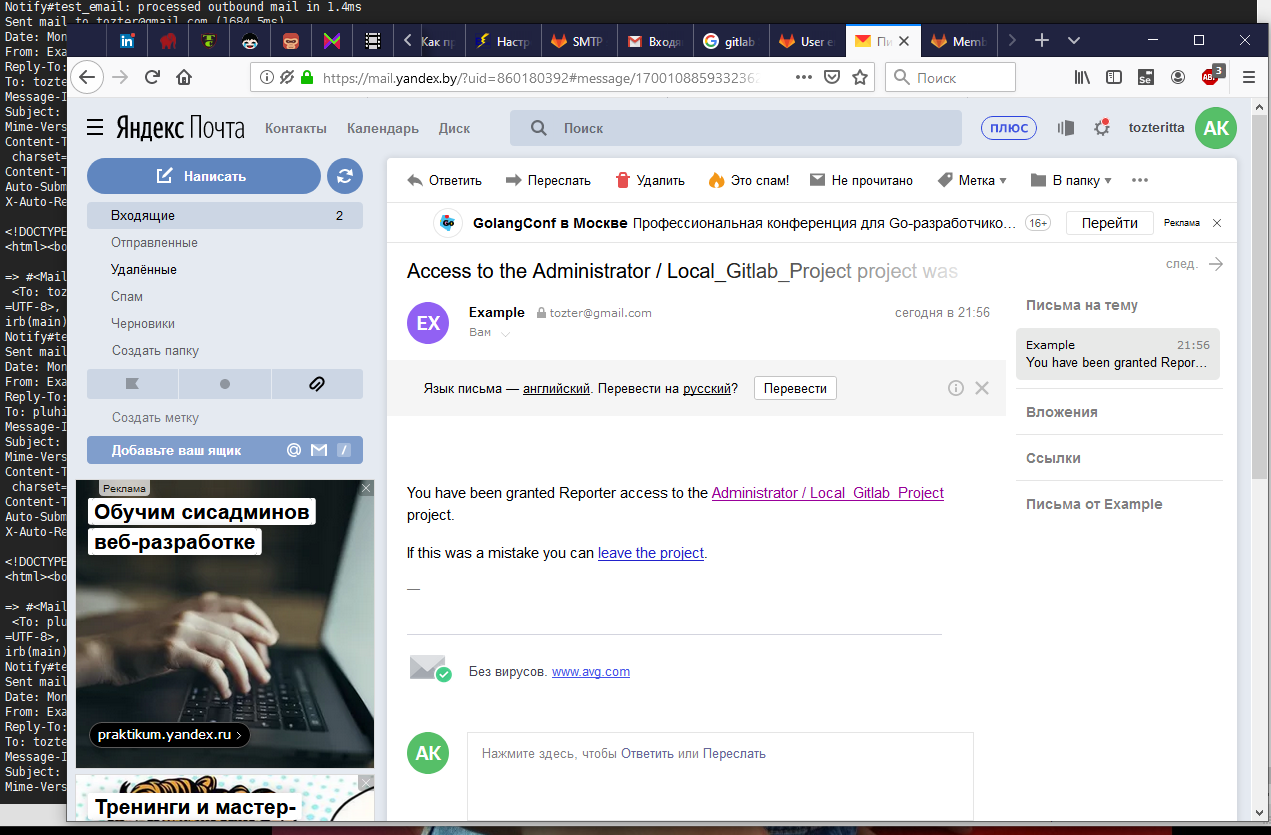 Notify#test_email: processed outbound mail in 1.4ms
Sent mail to tozter@gmail.com (1684.5ms)
Date: Mon
From: Exa
Reply-To:
To: tozte
Message-I
Subject:
Mime-Vers
Content-T
charset=
Content-T
Auto-Subm
X-Auto-Re
<!DOCTYPE
<html><bo
=> #<Mail
<To: toz
=UTF-8>,
irb(main)
Notify#te
Sent mail
Date: Mon
From: Exa
Reply-To:
To: pluhi
Message-I
Subject:
Mime-Vers
Content-T
charset=
Content-T
Auto-Subm
X-Auto-Re
<!DOCTYPE
<html><bo
=> #<Mail
<To: plu
=UTF-8>,
irb(main)
Notify#te
Sent mail
Date: Mon
From: Exa
Reply-To:
To: tozte
Message-I
Subject:
Mime-Vers
Как пр Настр SMTP Входя gitlab User e Пи Memb
https://mail.yandex.by/?uid=860180392#message/17001088593323 Поиск ABP 3
Яндекс Почта Контакты Календарь Диск Поиск плюс tozteritta АК
Написать
Входящие 2
Отправленные
Удалённые
Спам
Черновики
Создать папку
Создать метку
Добавьте ваш ящик
Реклама
Обучим сисадминов
веб-разработке
praktikum.yandex.ru
Тренинги и мастер-
Ответить Переслать Удалить Это спам! Не прочитано Метка В папку
Go GolangConf в Москве Профессиональная конференция для Go-разработчико... 16+ Перейти Реклама
Access to the Administrator / Local_Gitlab_Project project was
след.
EX Example tozter@gmail.com сегодня в 21:56
Вам
Язык письма — английский. Перевести на русский? Перевести
You have been granted Reporter access to the Administrator / Local_Gitlab_Project
project.
If this was a mistake you can leave the project.
—
Без вирусов. www.avg.com
АК Нажмите здесь, чтобы Ответить или Переслать
Письма на тему
Example 21:56
You have been granted Repor...
Вложения
Ссылки
Письма от Example